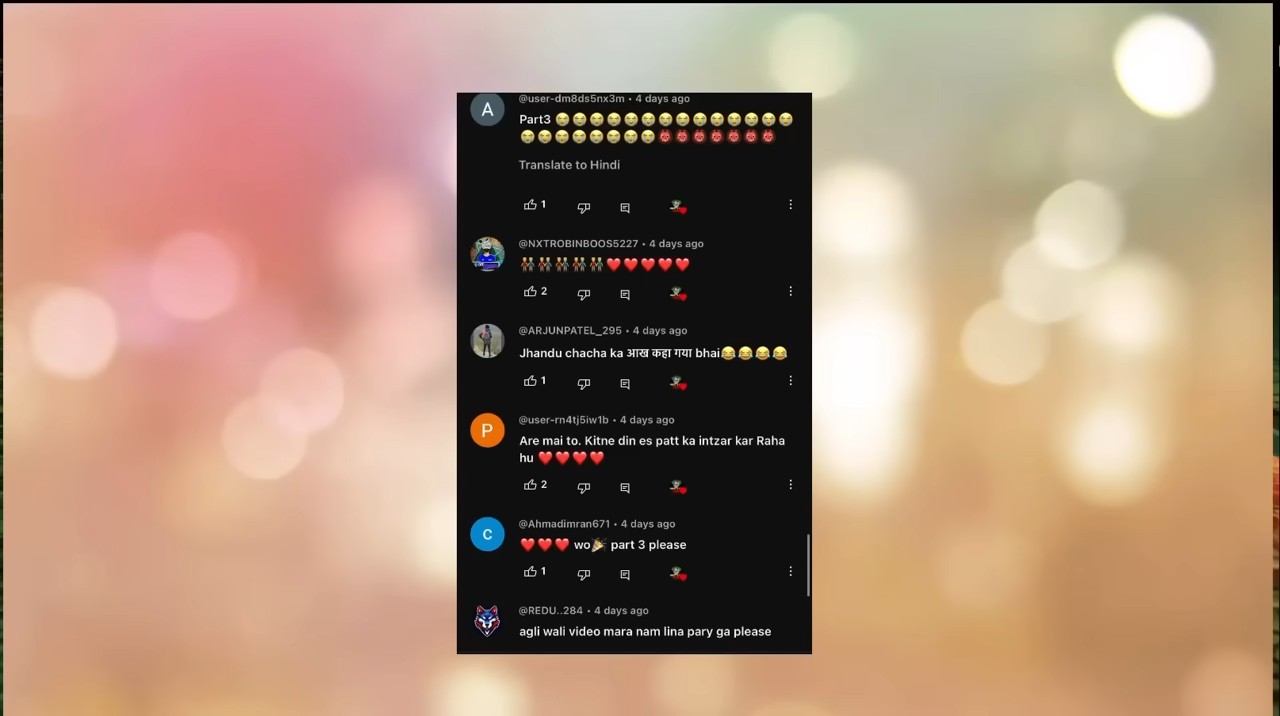 A
@user-dm8ds5nx3m • 4 days ago
Part3 😭😭😭😭😭😭😭😭😭😭😭😭😭😭
😭😭😭😭😭😭😭😭👹👹👹👹👹👹👹
Translate to Hindi
1
@NXTROBINBOOS5227 • 4 days ago
👬👬👬👬👬❤️❤️❤️❤️❤️
2
@ARJUNPATEL_295 • 4 days ago
Jhandu chacha ka आख कहा गया bhai😂😂😂😂
1
P
@user-rn4tj5iw1b • 4 days ago
Are mai to. Kitne din es patt ka intzar kar Raha
hu ❤️❤️❤️❤️
2
C
@Ahmadimran671 • 4 days ago
❤️❤️❤️ wo🎉 part 3 please
1
@REDU..284 • 4 days ago
agli wali video mara nam lina pary ga please